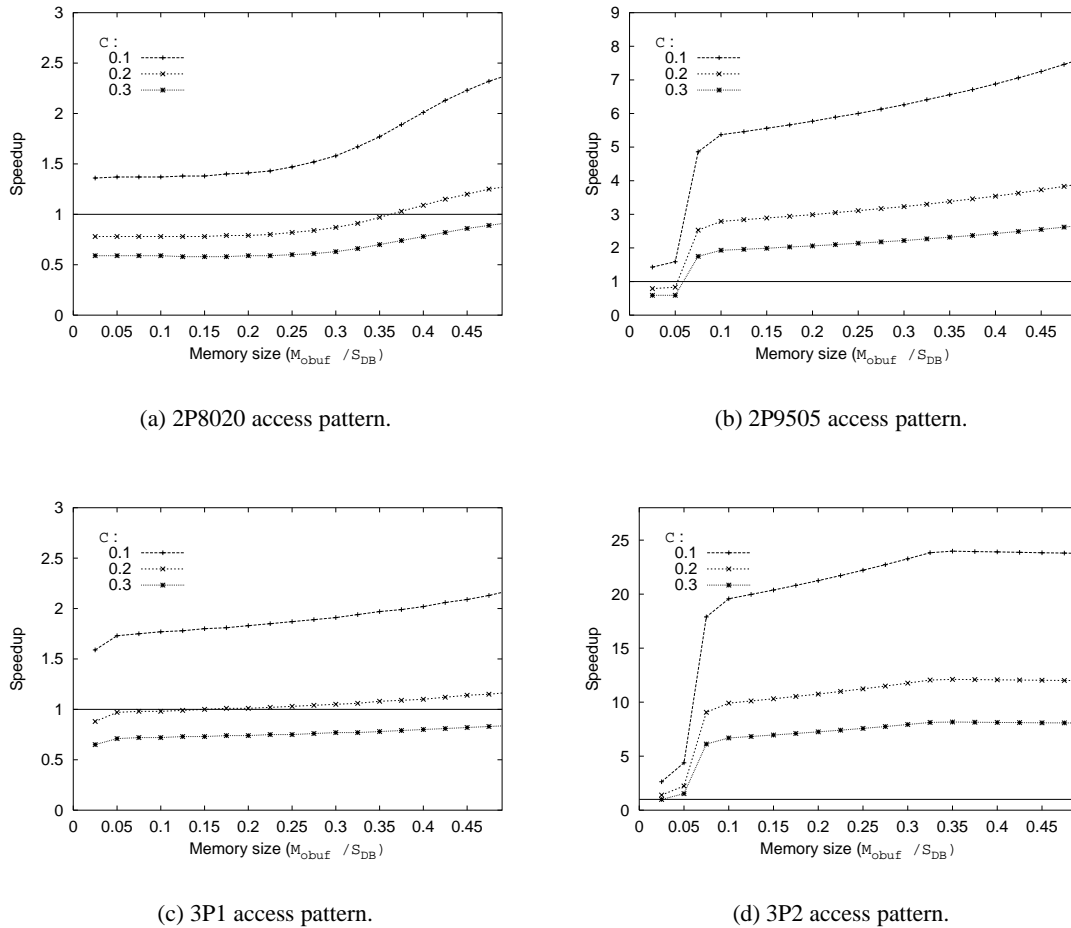 3
2.5
2
1.5
1
0.5
0
Speedup
C:
0.1
0.2
0.3
0 0.05 0.1 0.15 0.2 0.25 0.3 0.35 0.4 0.45
Memory size (Mobuf /SDB)
(a) 2P8020 access pattern.
9
8
7
6
5
4
3
2
1
0
Speedup
C:
0.1
0.2
0.3
0 0.05 0.1 0.15 0.2 0.25 0.3 0.35 0.4 0.45
Memory size (Mobuf /SDB)
(b) 2P9505 access pattern.
3
2.5
2
1.5
1
0.5
0
Speedup
C:
0.1
0.2
0.3
0 0.05 0.1 0.15 0.2 0.25 0.3 0.35 0.4 0.45
Memory size (Mobuf /SDB)
(c) 3P1 access pattern.
25
20
15
10
5
1
0
Speedup
C:
0.1
0.2
0.3
0 0.05 0.1 0.15 0.2 0.25 0.3 0.35 0.4 0.45
Memory size (Mobuf /SDB)
(d) 3P2 access pattern.